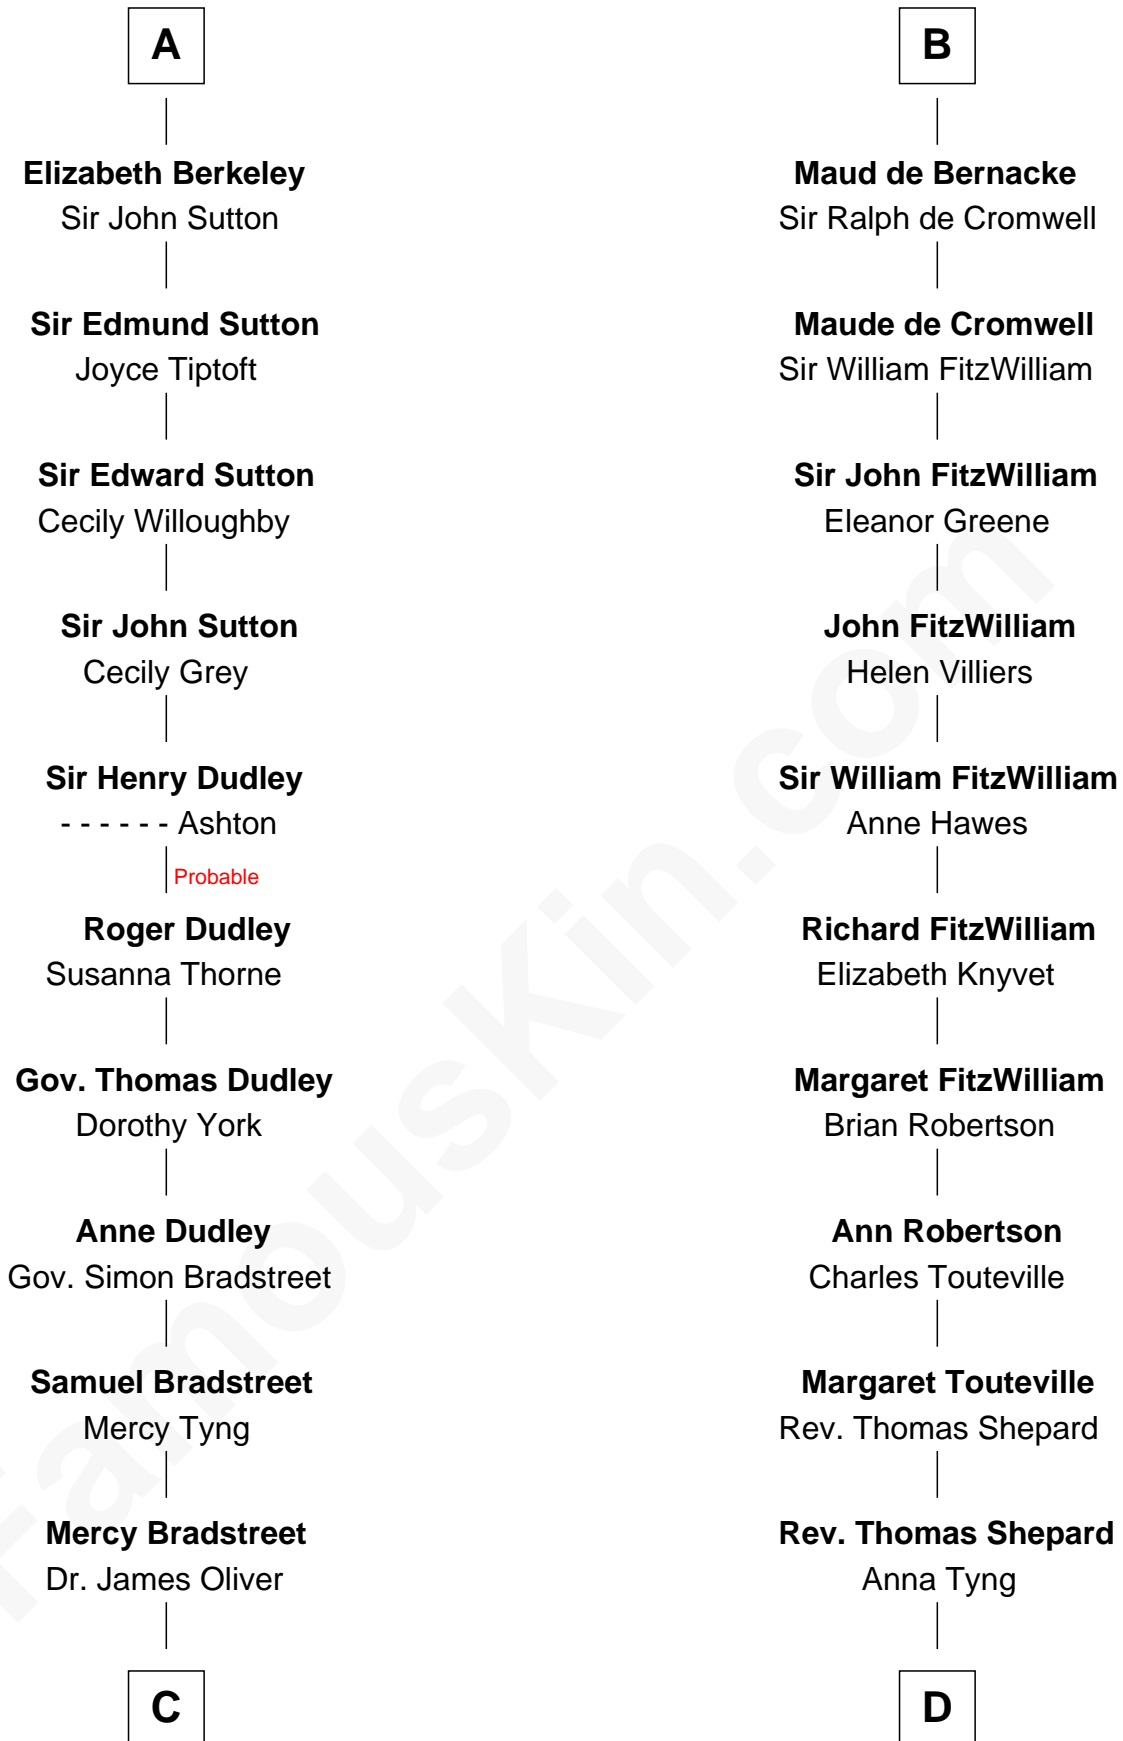 A
Elizabeth Berkeley
Sir John Sutton
Sir Edmund Sutton
Joyce Tiptoft
Sir Edward Sutton
Cecily Willoughby
Sir John Sutton
Cecily Grey
Sir Henry Dudley
- - - - - - Ashton
Probable
Roger Dudley
Susanna Thorne
Gov. Thomas Dudley
Dorothy York
Anne Dudley
Gov. Simon Bradstreet
Samuel Bradstreet
Mercy Tyng
Mercy Bradstreet
Dr. James Oliver
C
B
Maud de Bernacke
Sir Ralph de Cromwell
Maude de Cromwell
Sir William FitzWilliam
Sir John FitzWilliam
Eleanor Greene
John FitzWilliam
Helen Villiers
Sir William FitzWilliam
Anne Hawes
Richard FitzWilliam
Elizabeth Knyvet
Margaret FitzWilliam
Brian Robertson
Ann Robertson
Charles Touteville
Margaret Touteville
Rev. Thomas Shepard
Rev. Thomas Shepard
Anna Tyng
D
FamousKin.com